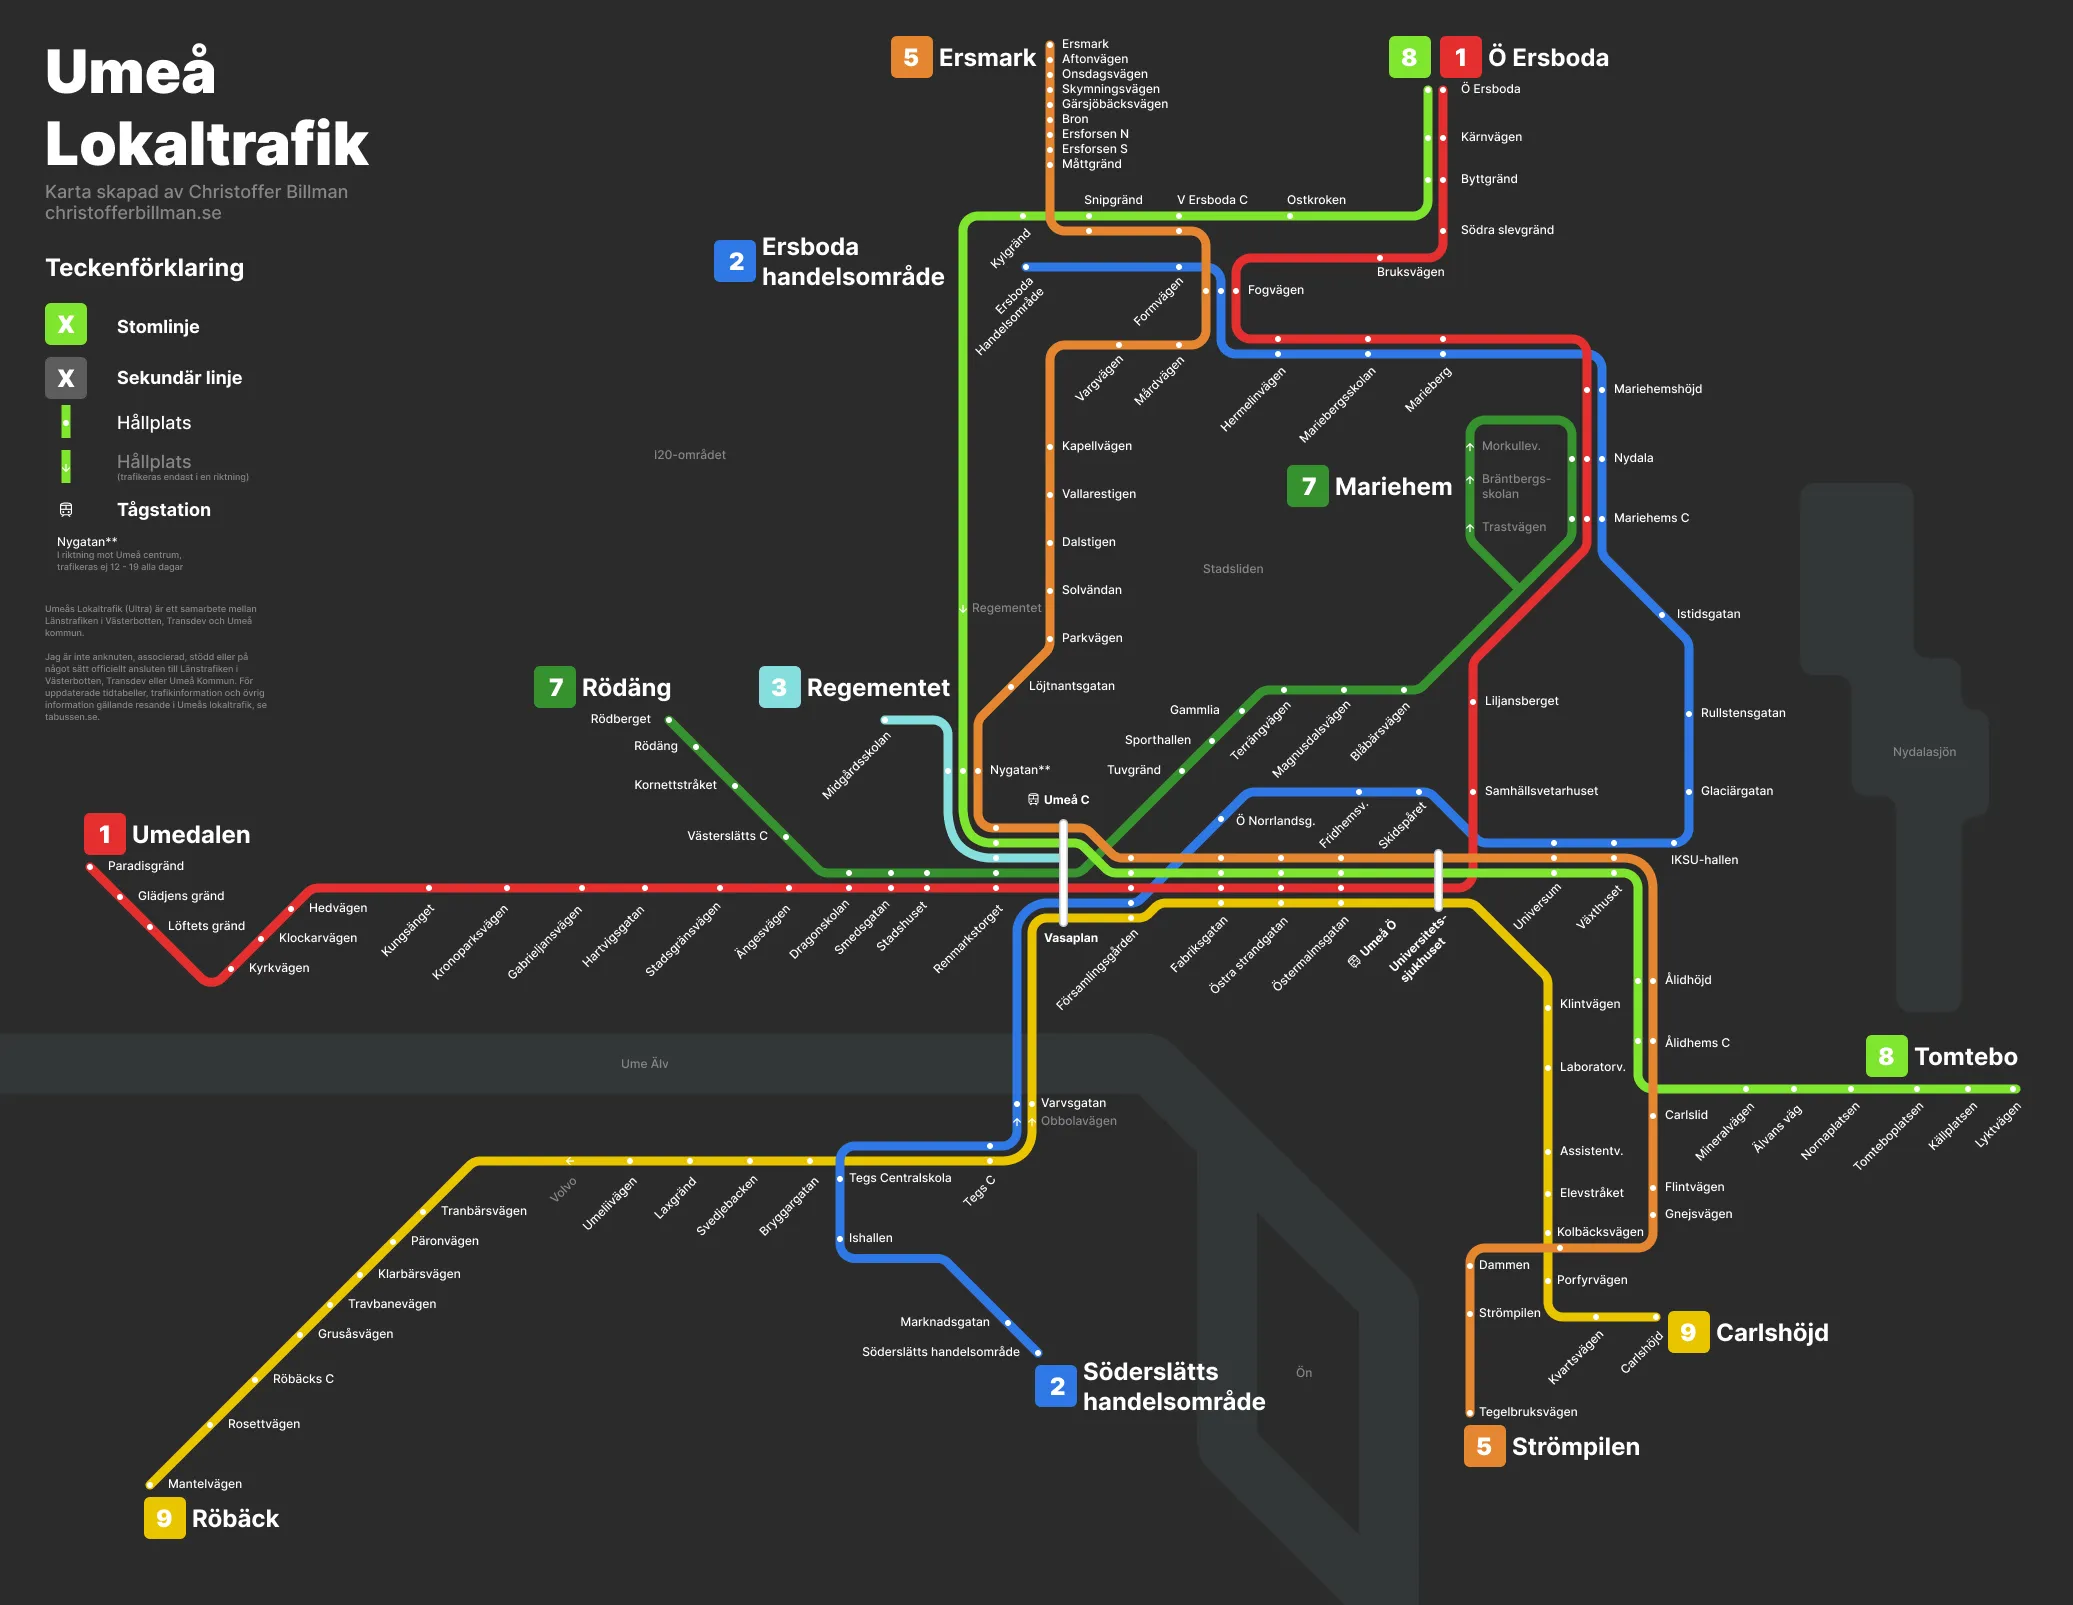 Umeå
Lokaltrafik
Karta skapad av Christoffer Billman
christofferbillman.se
Teckenförklaring
X Stomlinje
X Sekundär linje
Hållplats
Hållplats
(trafikeras endast i en riktning)
Tågstation
Nygatan**
I riktning mot Umeå centrum,
trafikeras ej 12 - 19 alla dagar
Umeås Lokaltrafik (Ultra) är ett samarbete mellan
Länstrafiken i Västerbotten, Transdev och Umeå
kommun.
Jag är inte anknuten, associerad, stödd eller på
något sätt officiellt ansluten till Länstrafiken i
Västerbotten, Transdev eller Umeå Kommun. För
uppdaterade tidtabeller, trafikinformation och övrig
information gällande resande i Umeås lokaltrafik, se
tabussen.se.
5 Ersmark
Ersmark
Aftonvägen
Onsdagsvägen
Skymningsvägen
Gärsjöbäcksvägen
Bron
Ersforsen N
Ersforsen S
Måttgränd
8 1 Ö Ersboda
Ö Ersboda
Kärnvägen
Byttgränd
Södra slevgränd
Bruksvägen
Snipgränd
V Ersboda C
Ostkroken
Kylgränd
2 Ersboda
handelsområde
Ersboda
Handelsområde
Formvägen
Fogvägen
Vargvägen
Mårdvägen
Hermelinvägen
Mariebergsskolan
Marieberg
Mariehemshöjd
Nydala
Mariehems C
I20-området
Kapellvägen
Vallarestigen
Dalstigen
Solvändan
Parkvägen
Löjtnantsgatan
Regementet
Stadsliden
7 Mariehem
Morkullev.
Bräntbergs-
skolan
Trastvägen
Istidsgatan
Rullstensgatan
Glaciärgatan
IKSU-hallen
Nydalasjön
7 Rödäng
Rödberget
Rödäng
Kornettstråket
Västerslätts C
3 Regementet
Midgårdsskolan
Nygatan**
Umeå C
Gammlia
Sporthallen
Tuvgränd
Terrängvägen
Magnusdalsvägen
Blåbärsvägen
Liljansberget
Samhällsvetarhuset
Ö Norrlandsg.
Fridhemsv.
Skidspåret
1 Umedalen
Paradisgränd
Glädjens gränd
Löftets gränd
Hedvägen
Klockarvägen
Kyrkvägen
Kungsänget
Kronoparksvägen
Gabrieljansvägen
Hartvigsgatan
Stadsgränsvägen
Ängesvägen
Dragonskolan
Smedsgatan
Stadshuset
Renmarkstorget
Vasaplan
Församlingsgården
Fabriksgatan
Östra strandgatan
Östermalmsgatan
Umeå Ö
Universitets-
sjukhuset
Universum
Växthuset
Ålidhöjd
Ålidhems C
Klintvägen
Laboratorv.
Assistentv.
Elevstråket
Kolbäcksvägen
Porfyrvägen
Carlslid
Flintvägen
Gnejsvägen
8 Tomtebo
Mineralvägen
Älvans väg
Nornaplatsen
Tomteboplatsen
Källplatsen
Lyktvägen
Ume Älv
Varvsgatan
Obbolavägen
Tegs C
Tegs Centralskola
Ishallen
Marknadsgatan
Söderslätts handelsområde
2 Söderslätts
handelsområde
Volvo
Umeilivägen
Laxgränd
Svedjebacken
Bryggargatan
Tranbärsvägen
Päronvägen
Klarbärsvägen
Travbanevägen
Grusåsvägen
Röbäcks C
Rosettvägen
Mantelvägen
9 Röbäck
Ön
Dammen
Strömpilen
Tegelbruksvägen
5 Strömpilen
Kvartsvägen
Carlshöjd
9 Carlshöjd